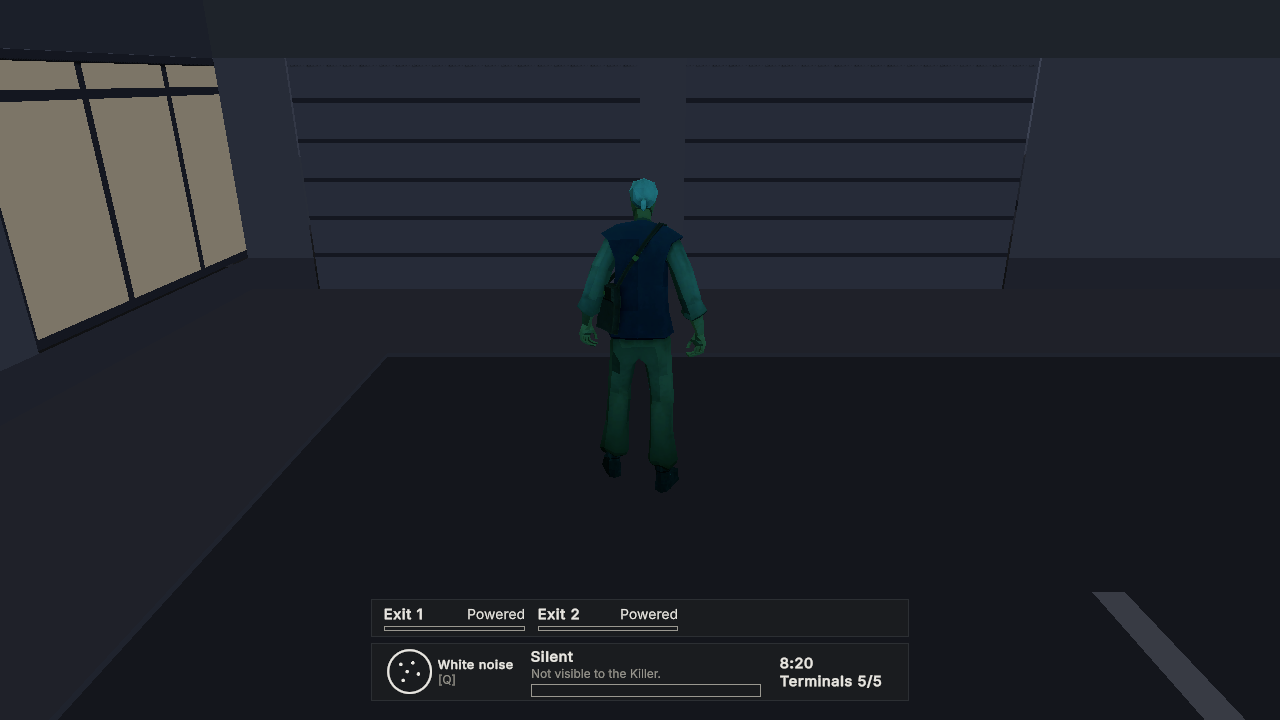 Exit 1 Powered Exit 2 Powered
White noise
[Q]
Silent
Not visible to the Killer.
8:20
Terminals 5/5